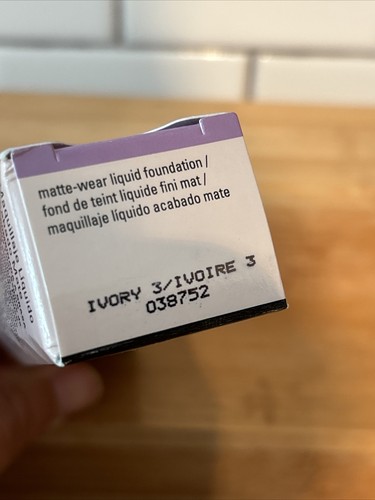 matte-wear liquid foundation /
fond de teint liquide fini mat /
maquillaje líquido acabado mate
IVORY 3/IVOIRE 3
038752